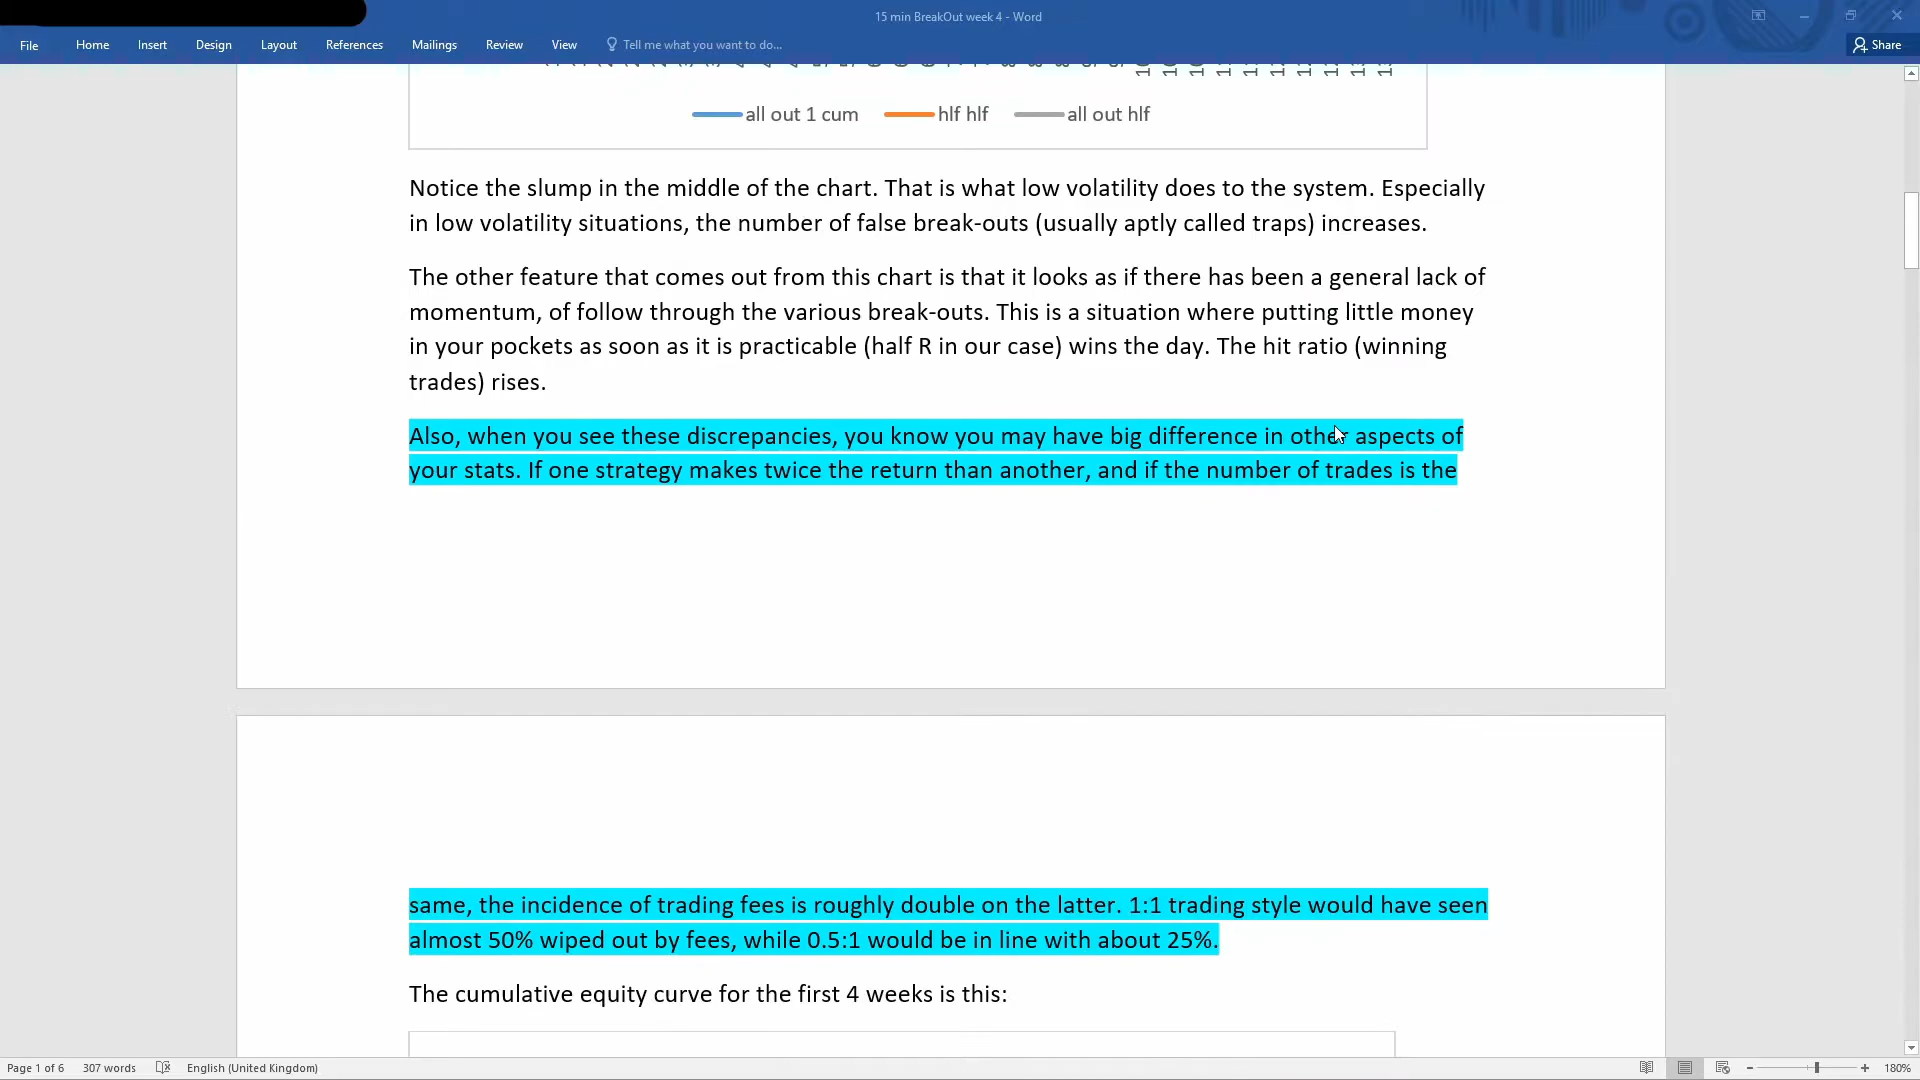 15 min BreakOut week 4 - Word
File Home Insert Design Layout References Mailings Review View Tell me what you want to do... Share
all out 1 cum hlf hlf all out hlf
Notice the slump in the middle of the chart. That is what low volatility does to the system. Especially
in low volatility situations, the number of false break-outs (usually aptly called traps) increases.
The other feature that comes out from this chart is that it looks as if there has been a general lack of
momentum, of follow through the various break-outs. This is a situation where putting little money
in your pockets as soon as it is practicable (half R in our case) wins the day. The hit ratio (winning
trades) rises.
Also, when you see these discrepancies, you know you may have big difference in other aspects of
your stats. If one strategy makes twice the return than another, and if the number of trades is the
same, the incidence of trading fees is roughly double on the latter. 1:1 trading style would have seen
almost 50% wiped out by fees, while 0.5:1 would be in line with about 25%.
The cumulative equity curve for the first 4 weeks is this:
Page 1 of 6 307 words English (United Kingdom) 180%